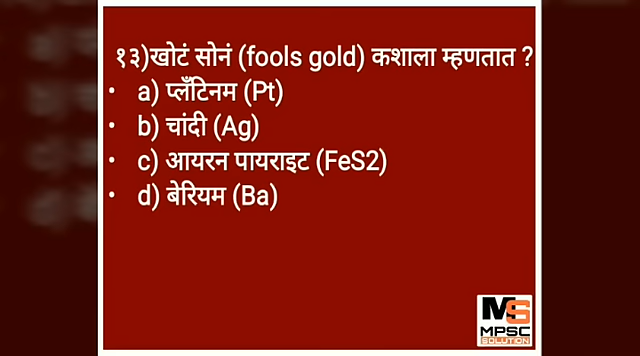 १३)खोटं सोनं (fools gold) कशाला म्हणतात ?
• a) प्लॅंटिनम (Pt)
• b) चांदी (Ag)
• c) आयरन पायराइट (FeS2)
• d) बेरियम (Ba)
MS
MPSC
SOLUTION